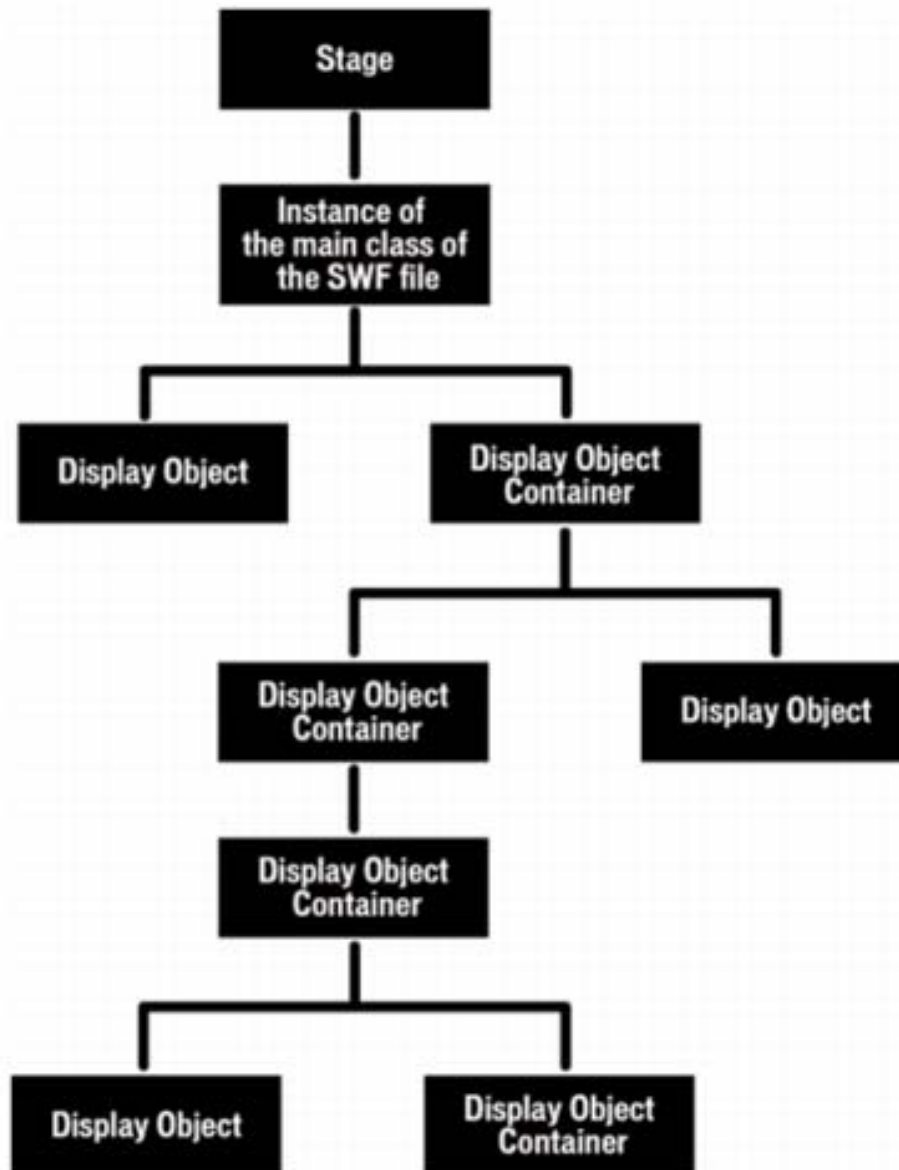 Stage
Instance of
the main class of
the SWF file
Display Object
Display Object
Container
Display Object
Container
Display Object
Display Object
Container
Display Object
Display Object
Container